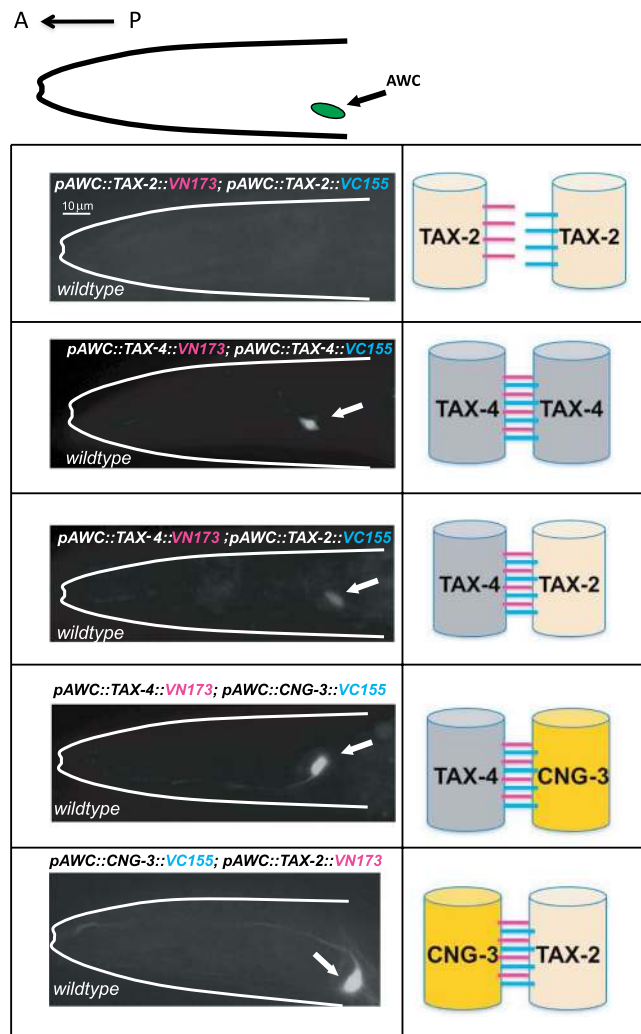 A P
AWC
pAWC::TAX-2::VN173; pAWC::TAX-2::VC155
10 μm
wildtype
TAX-2 TAX-2
pAWC::TAX-4::VN173; pAWC::TAX-4::VC155
wildtype
TAX-4 TAX-4
pAWC::TAX-4::VN173 ;pAWC::TAX-2::VC155
wildtype
TAX-4 TAX-2
pAWC::TAX-4::VN173; pAWC::CNG-3::VC155
wildtype
TAX-4 CNG-3
pAWC::CNG-3::VC155; pAWC::TAX-2::VN173
wildtype
CNG-3 TAX-2